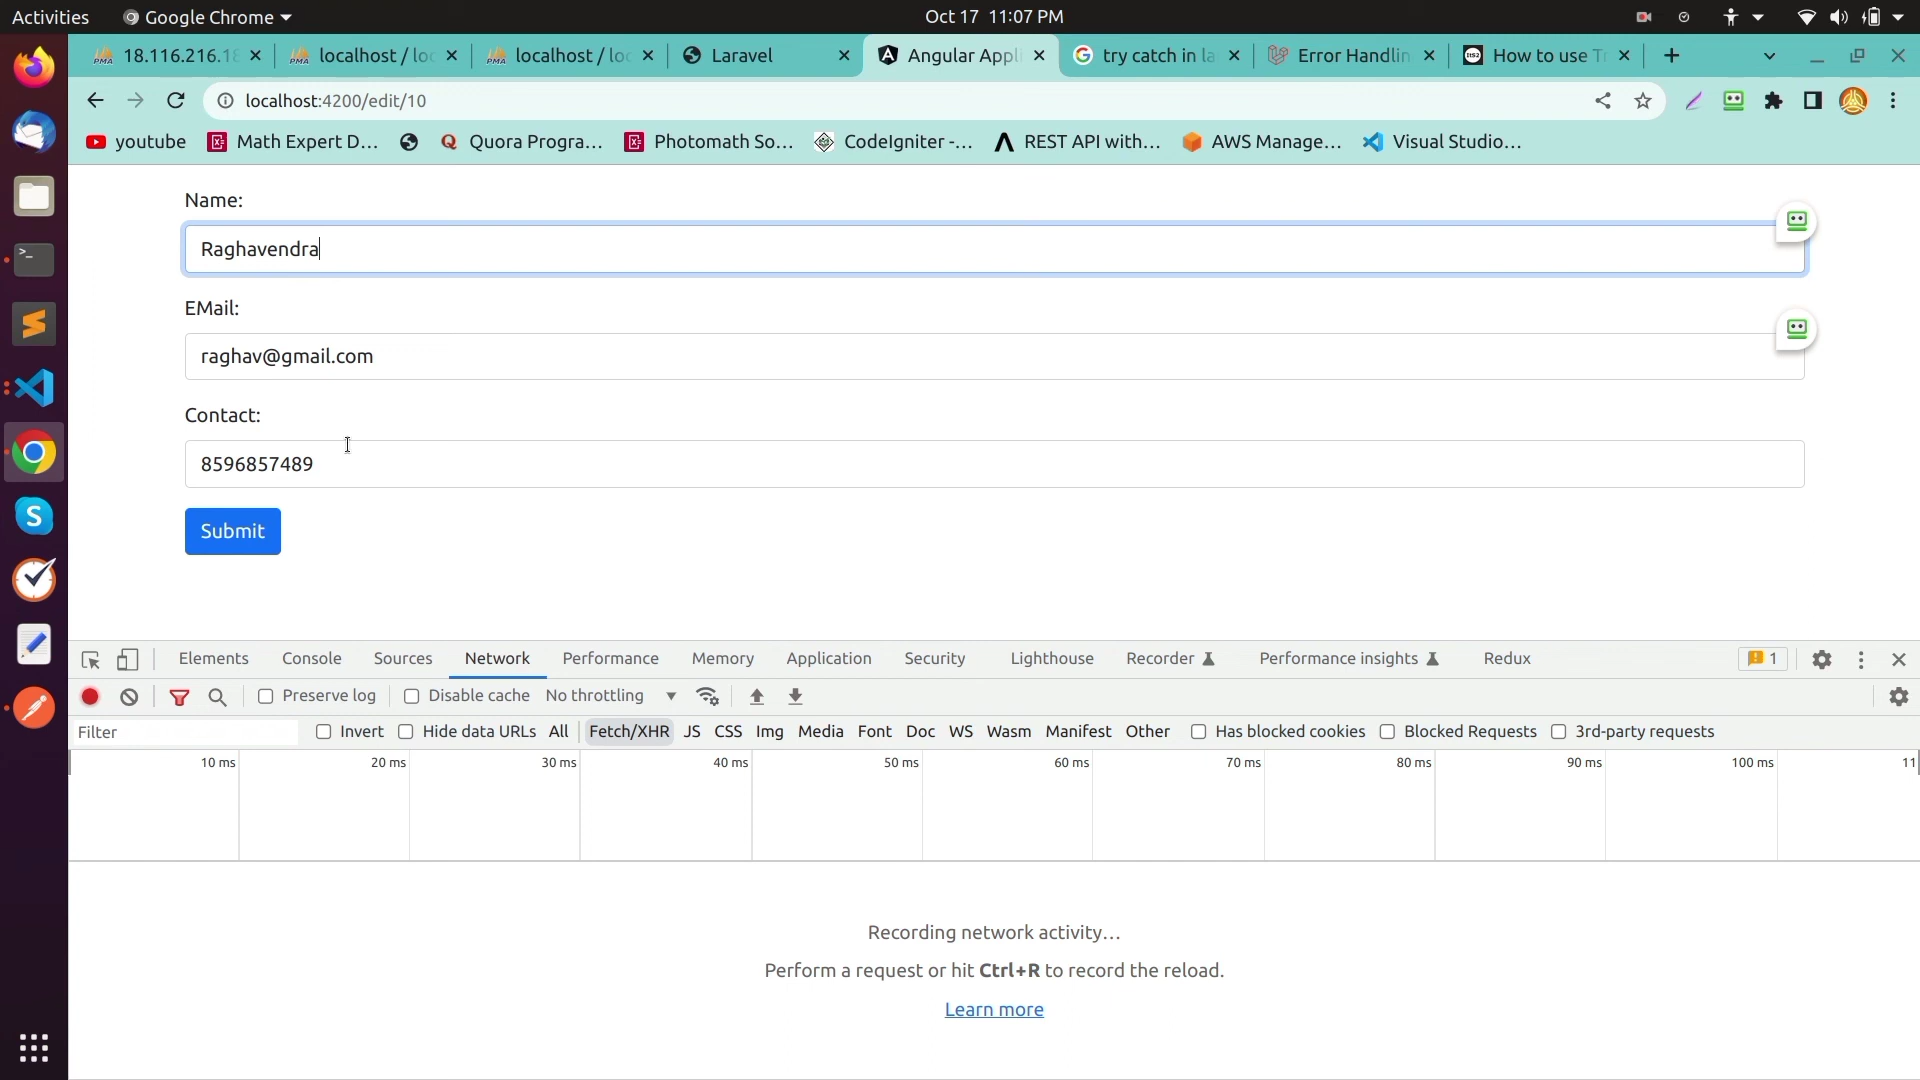 Activities Google Chrome Oct 17 11:07 PM
18.116.216.18 localhost / loc localhost / loc Laravel Angular Appli try catch in la Error Handlin How to use Tr
localhost:4200/edit/10
youtube Math Expert D... Quora Progra... Photomath So... CodeIgniter -... REST API with... AWS Manage... Visual Studio...
Name:
Raghavendra
EMail:
raghav@gmail.com
Contact:
8596857489
Submit
Elements Console Sources Network Performance Memory Application Security Lighthouse Recorder Performance insights Redux 1
Preserve log Disable cache No throttling
Filter Invert Hide data URLs All Fetch/XHR JS CSS Img Media Font Doc WS Wasm Manifest Other Has blocked cookies Blocked Requests 3rd-party requests
10 ms 20 ms 30 ms 40 ms 50 ms 60 ms 70 ms 80 ms 90 ms 100 ms 11
Recording network activity…
Perform a request or hit Ctrl+R to record the reload.
Learn more